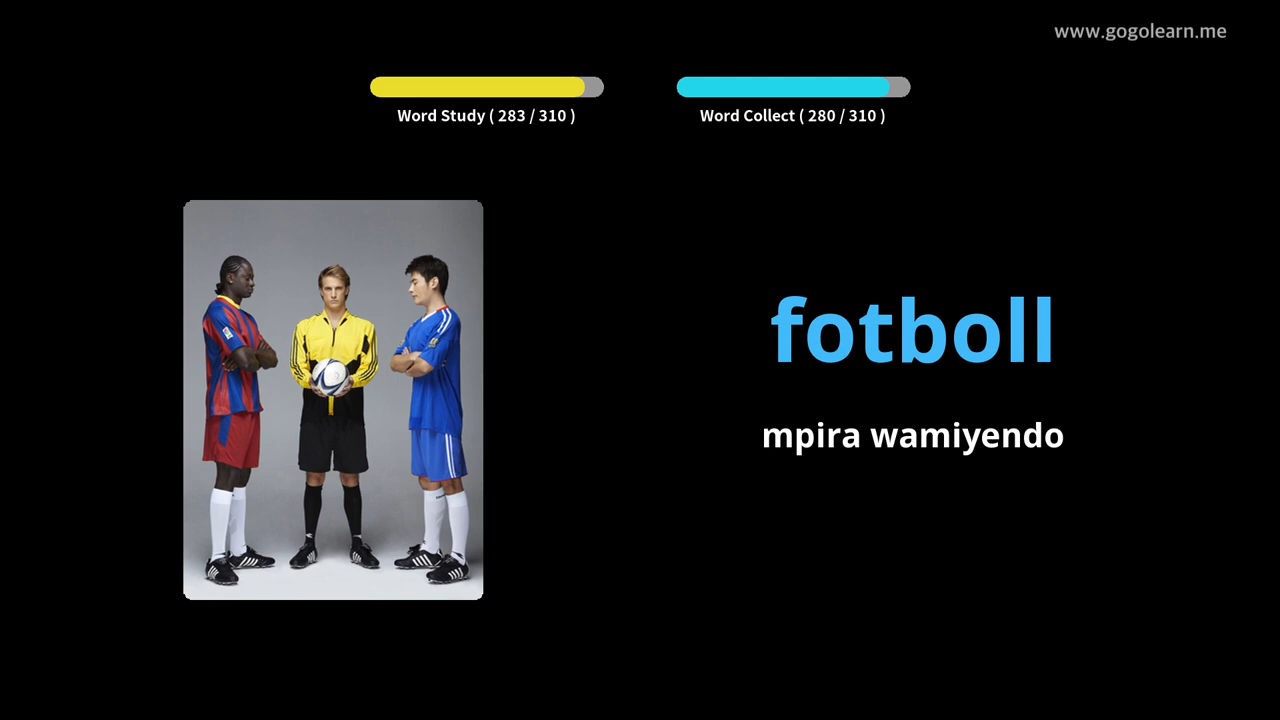 www.gogolearn.me
Word Study ( 283 / 310 )
Word Collect ( 280 / 310 )
fotboll
mpira wamiyendo